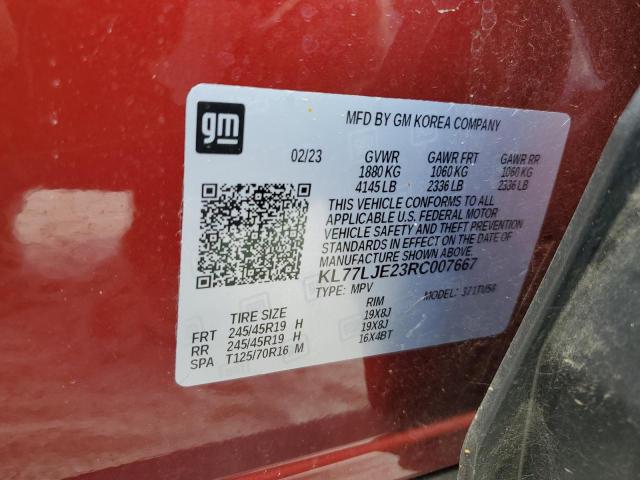 gm
MFD BY GM KOREA COMPANY
02/23 GVWR GAWR FRT GAWR RR
1880 KG 1060 KG 1060 KG
4145 LB 2336 LB 2336 LB
THIS VEHICLE CONFORMS TO ALL
APPLICABLE U.S. FEDERAL MOTOR
VEHICLE SAFETY AND THEFT PREVENTION
STANDARDS IN EFFECT ON THE DATE OF
MANUFACTURE SHOWN ABOVE.
KL77LJE23RC007667
TYPE: MPV MODEL: 371TU58
TIRE SIZE RIM
FRT 245/45R19 H 19X8J
RR 245/45R19 H 19X8J
SPA T125/70R16 M 16X4BT